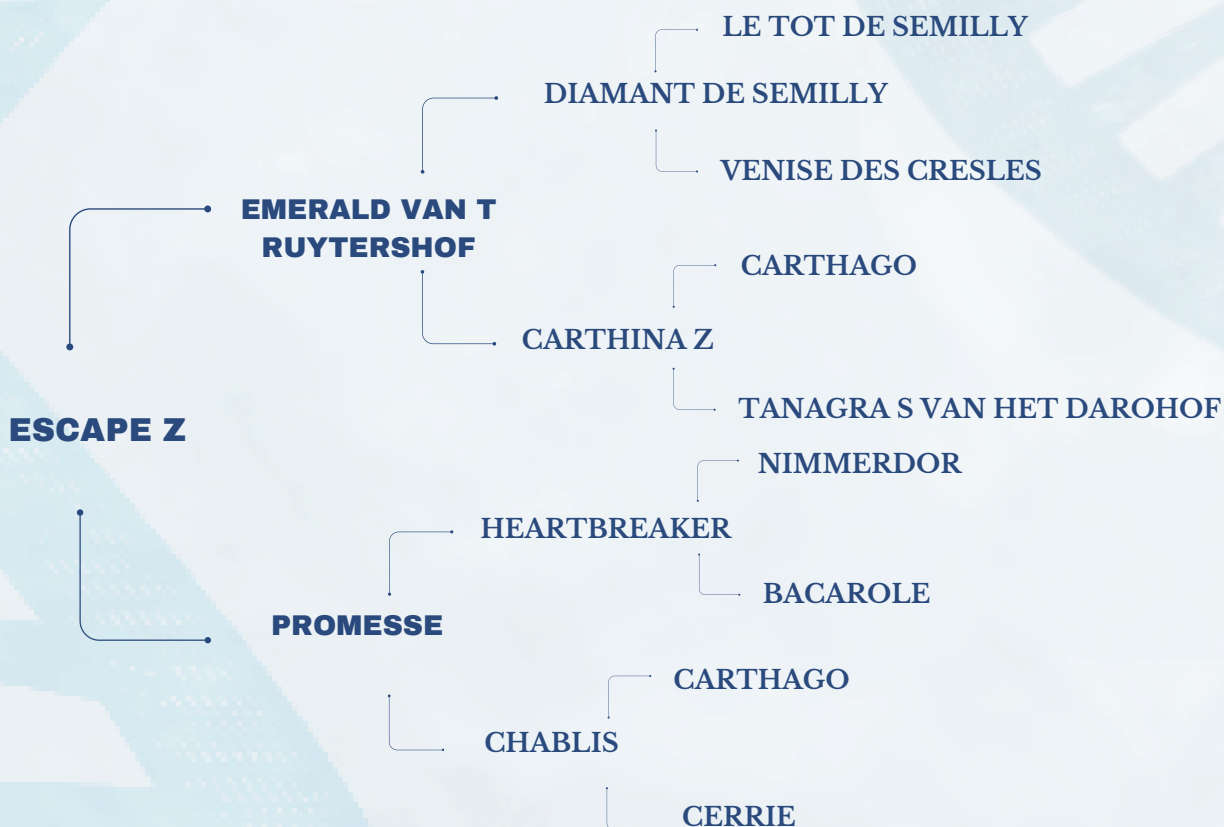 LE TOT DE SEMILLY
DIAMANT DE SEMILLY
VENISE DES CRESLES
EMERALD VAN T
RUYTERSHOF
CARTHAGO
CARTHINA Z
TANAGRA S VAN HET DAROHOF
ESCAPE Z
NIMMERDOR
HEARTBREAKER
BACAROLE
PROMESSE
CARTHAGO
CHABLIS
CERRIE